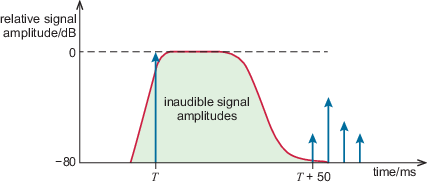 relative signal
amplitude/dB
0
inaudible signal
amplitudes
−80
T
T + 50
time/ms